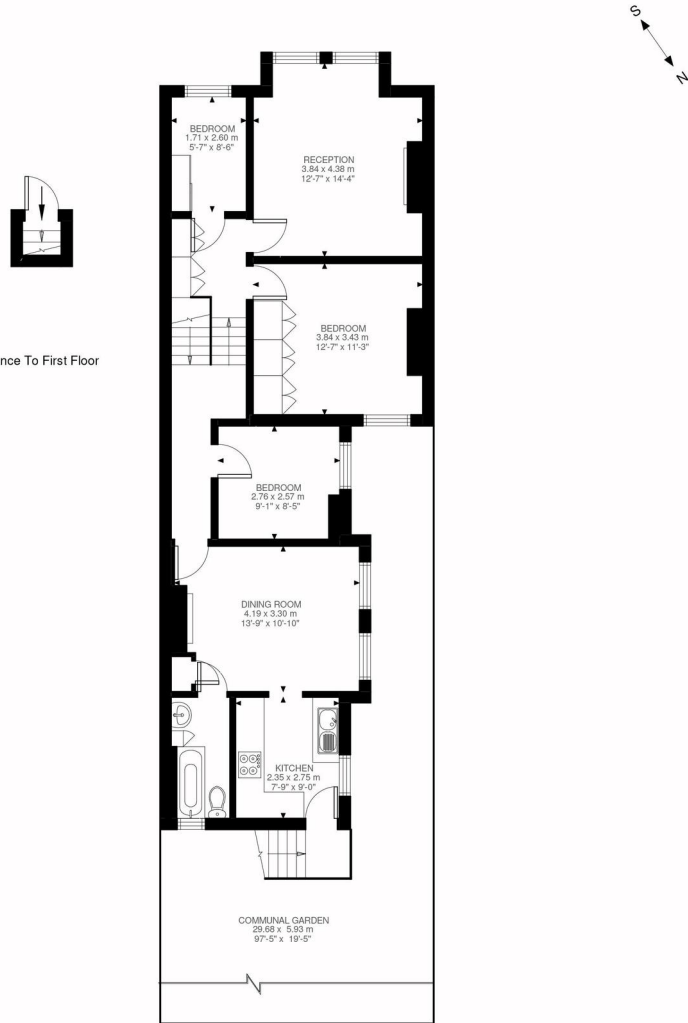 S
N
BEDROOM
1.71 x 2.60 m
5'-7" x 8'-6"
RECEPTION
3.84 x 4.38 m
12'-7" x 14'-4"
nce To First Floor
BEDROOM
3.84 x 3.43 m
12'-7" x 11'-3"
BEDROOM
2.76 x 2.57 m
9'-1" x 8'-5"
DINING ROOM
4.19 x 3.30 m
13'-9" x 10'-10"
KITCHEN
2.35 x 2.75 m
7'-9" x 9'-0"
COMMUNAL GARDEN
29.68 x 5.93 m
97'-5" x 19'-5"